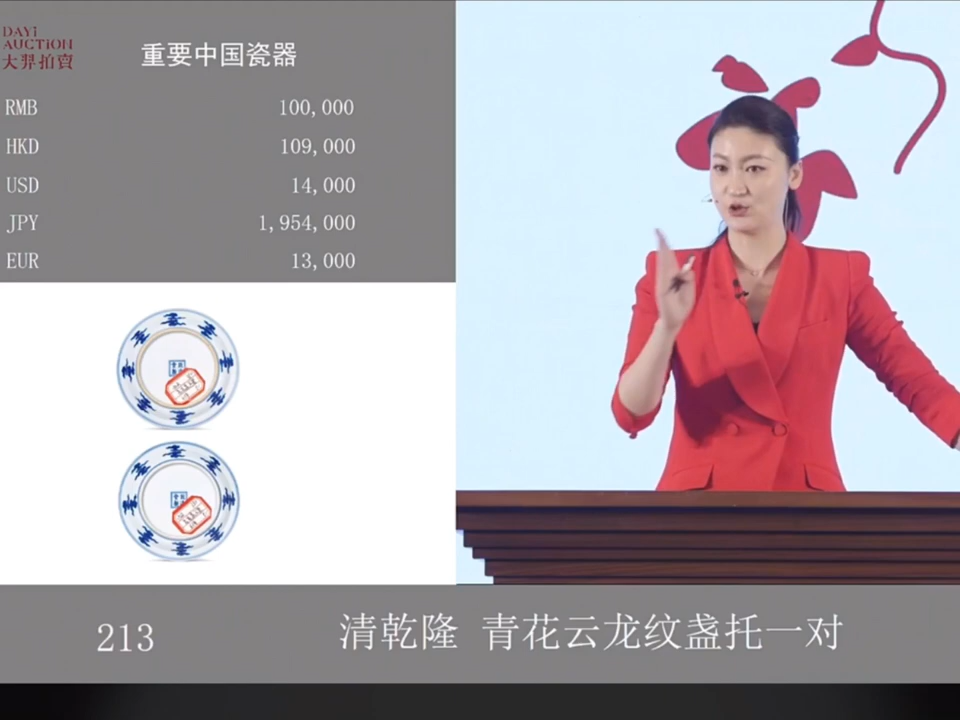 DAYi
AUCTION
大羿拍賣
重要中国瓷器
RMB 100,000
HKD 109,000
USD 14,000
JPY 1,954,000
EUR 13,000
213 清乾隆 青花云龙纹盏托一对